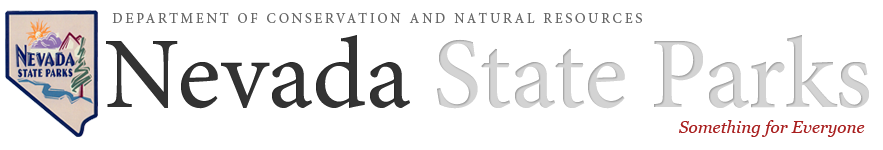 DEPARTMENT OF CONSERVATION AND NATURAL RESOURCES
NEVADA
STATE PARKS
Nevada State Parks
Something for Everyone